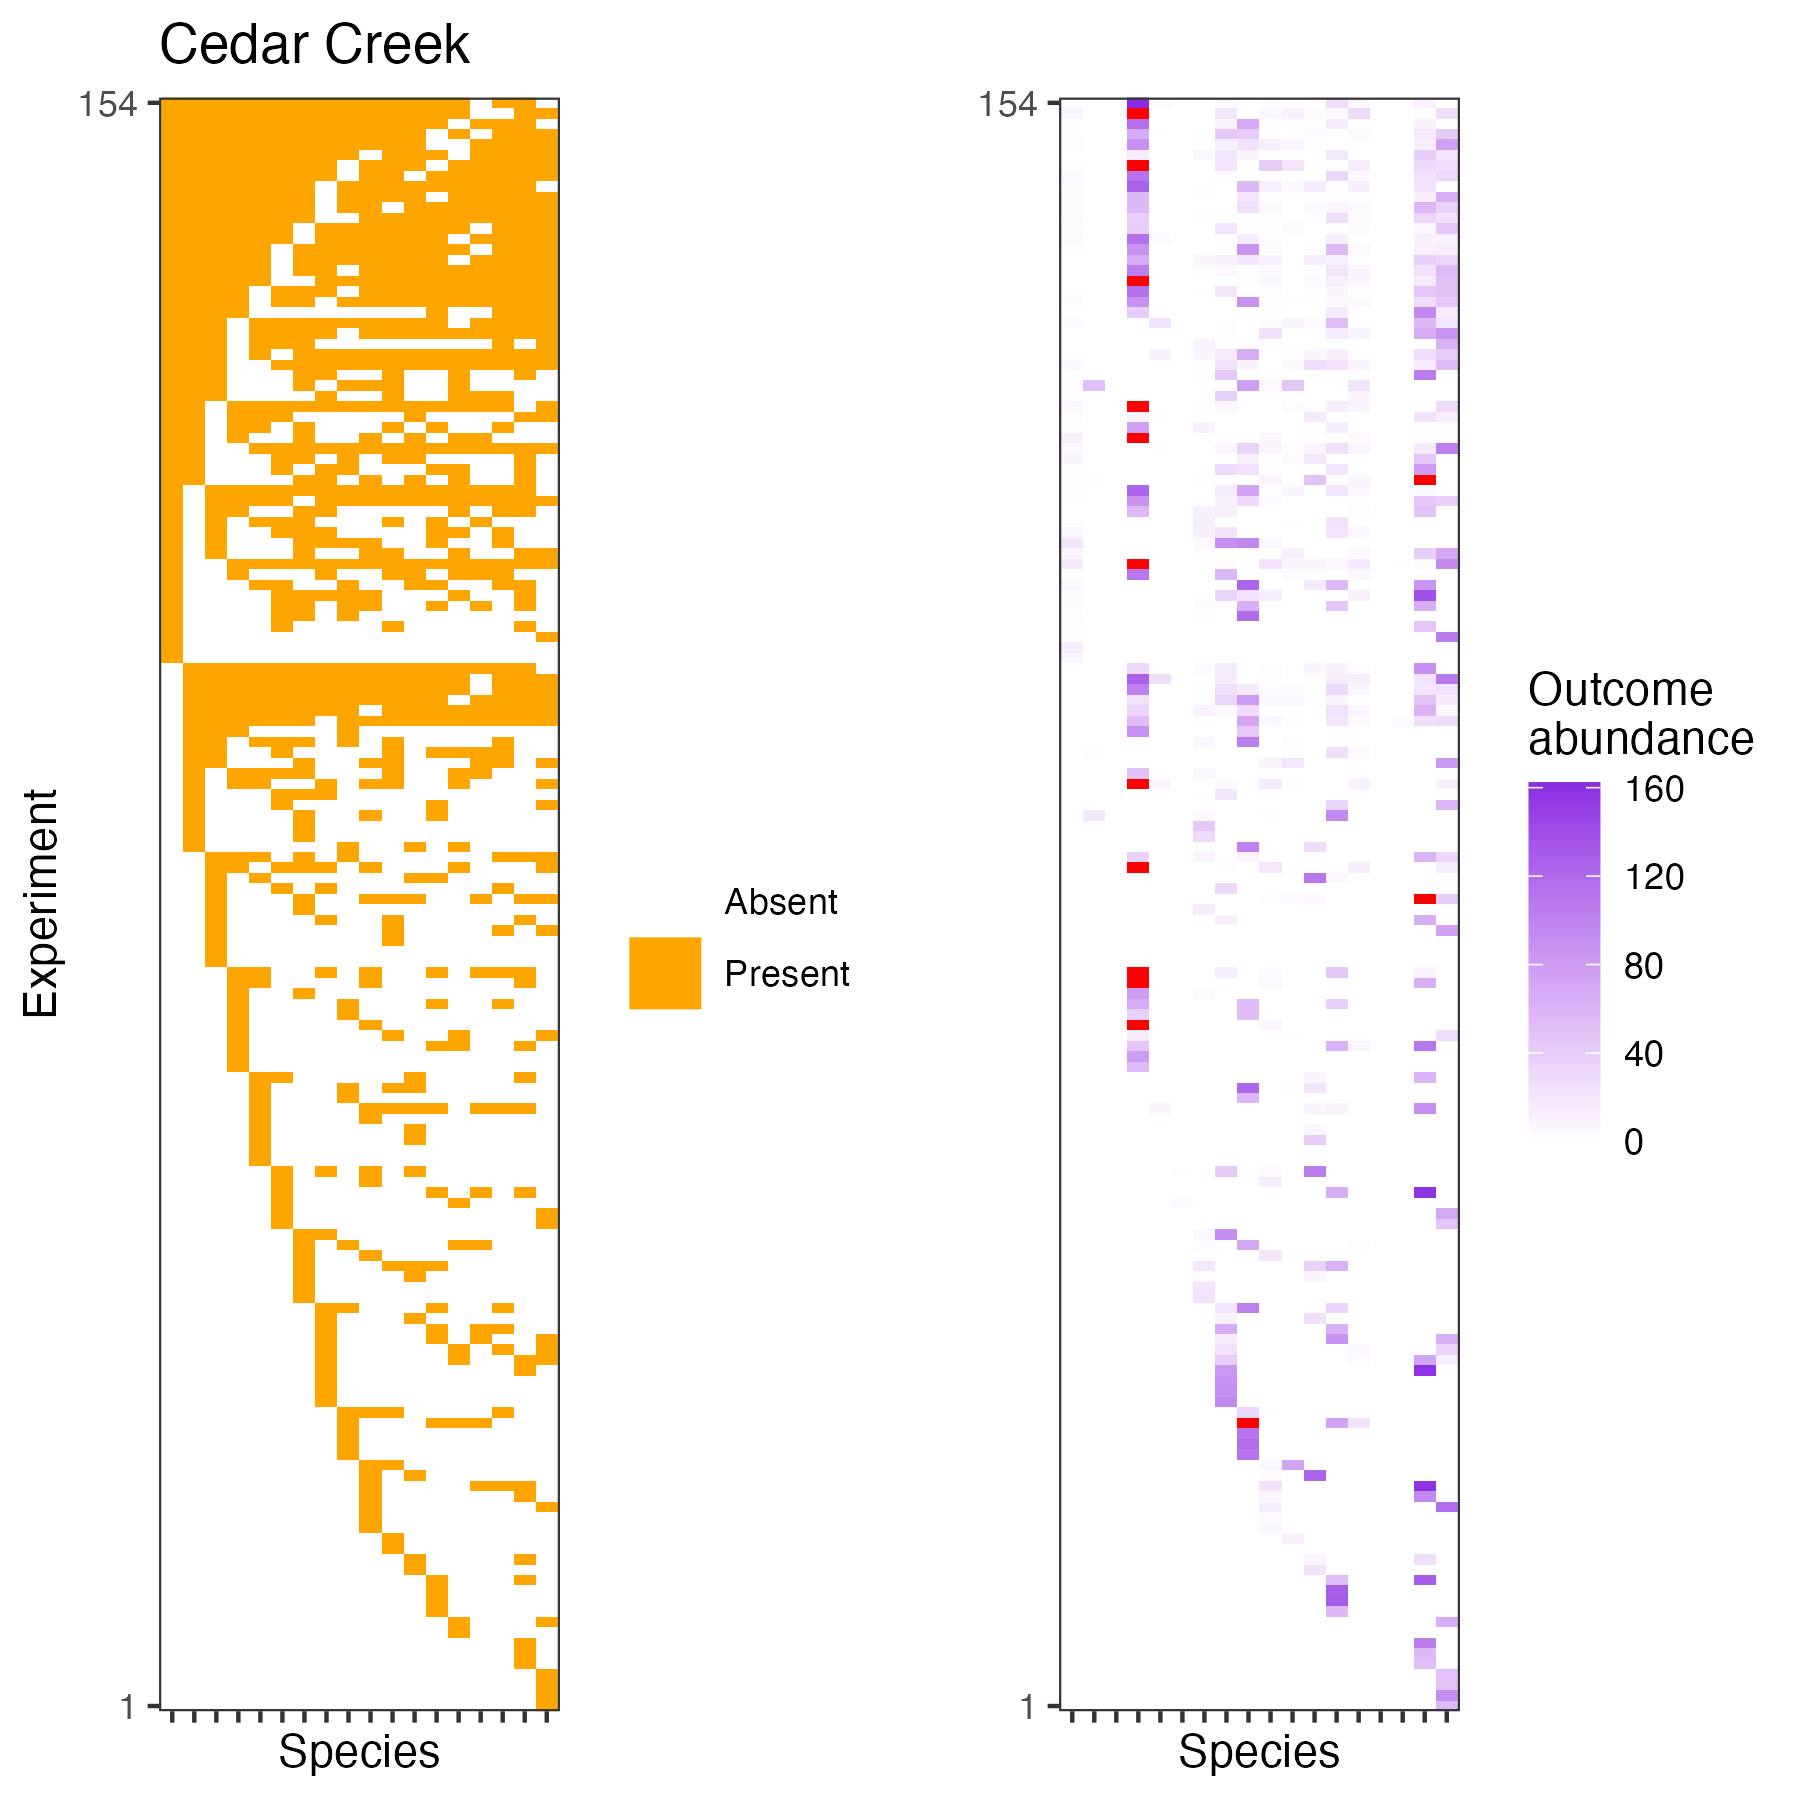 Cedar Creek
154
1
Experiment
Species
Absent
Present
154
1
Species
Outcome
abundance
160
120
80
40
0